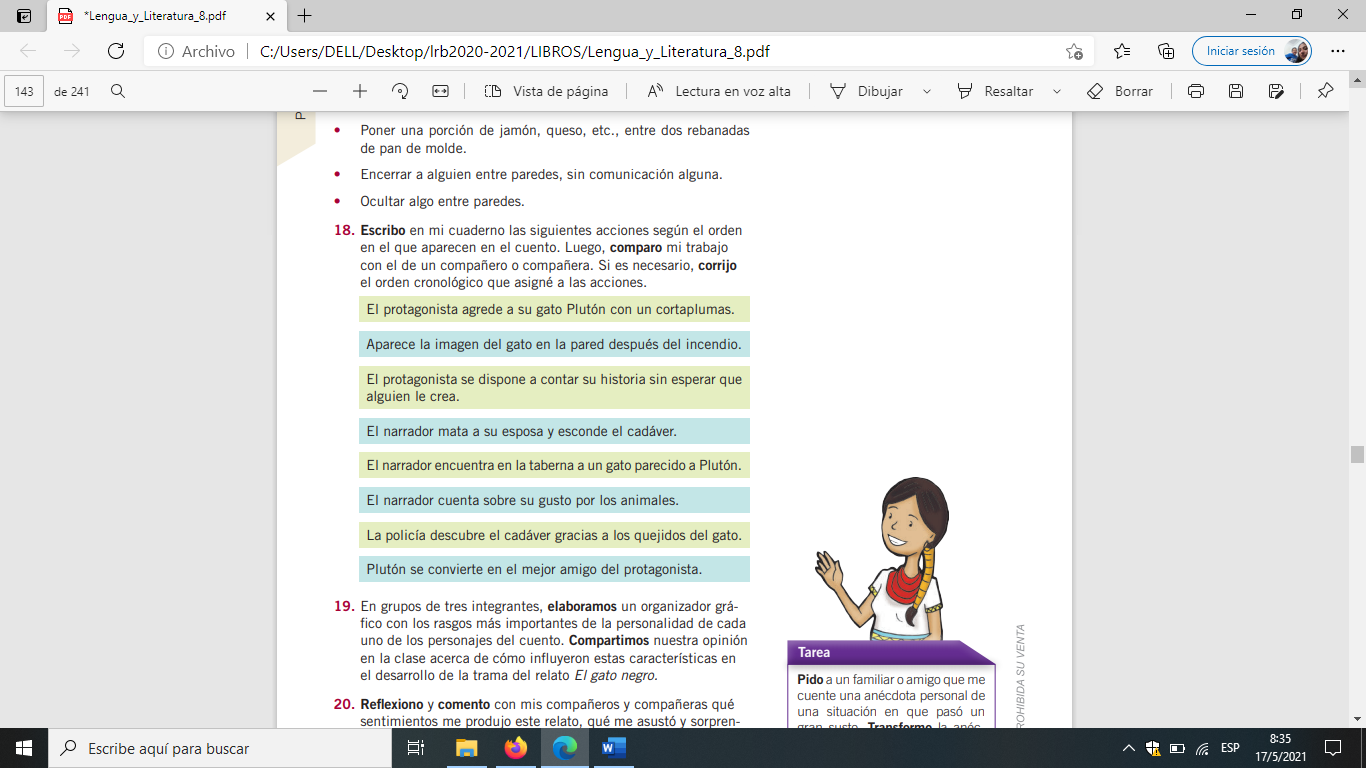 *Lengua_y_Literatura_8.pdf
Archivo
C:/Users/DELL/Desktop/lrb2020-2021/LIBROS/Lengua_y_Literatura_8.pdf
Iniciar sesión
143
de 241
Vista de página
Lectura en voz alta
Dibujar
Resaltar
Borrar
P
• Poner una porción de jamón, queso, etc., entre dos rebanadas
de pan de molde.
• Encerrar a alguien entre paredes, sin comunicación alguna.
• Ocultar algo entre paredes.
18. Escribo en mi cuaderno las siguientes acciones según el orden
en el que aparecen en el cuento. Luego, comparo mi trabajo
con el de un compañero o compañera. Si es necesario, corrijo
el orden cronológico que asigné a las acciones.
El protagonista agrede a su gato Plutón con un cortaplumas.
Aparece la imagen del gato en la pared después del incendio.
El protagonista se dispone a contar su historia sin esperar que
alguien le crea.
El narrador mata a su esposa y esconde el cadáver.
El narrador encuentra en la taberna a un gato parecido a Plutón.
El narrador cuenta sobre su gusto por los animales.
La policía descubre el cadáver gracias a los quejidos del gato.
Plutón se convierte en el mejor amigo del protagonista.
19. En grupos de tres integrantes, elaboramos un organizador grá-
fico con los rasgos más importantes de la personalidad de cada
uno de los personajes del cuento. Compartimos nuestra opinión
en la clase acerca de cómo influyeron estas características en
el desarrollo de la trama del relato El gato negro.
20. Reflexiono y comento con mis compañeros y compañeras qué
sentimientos me produjo este relato, qué me asustó y sorpren-
Tarea
Pido a un familiar o amigo que me
cuente una anécdota personal de
una situación en que pasó un
gran susto. Transformo la anéc-
ROHIBIDA SU VENTA
Escribe aquí para buscar
ESP
8:35
17/5/2021